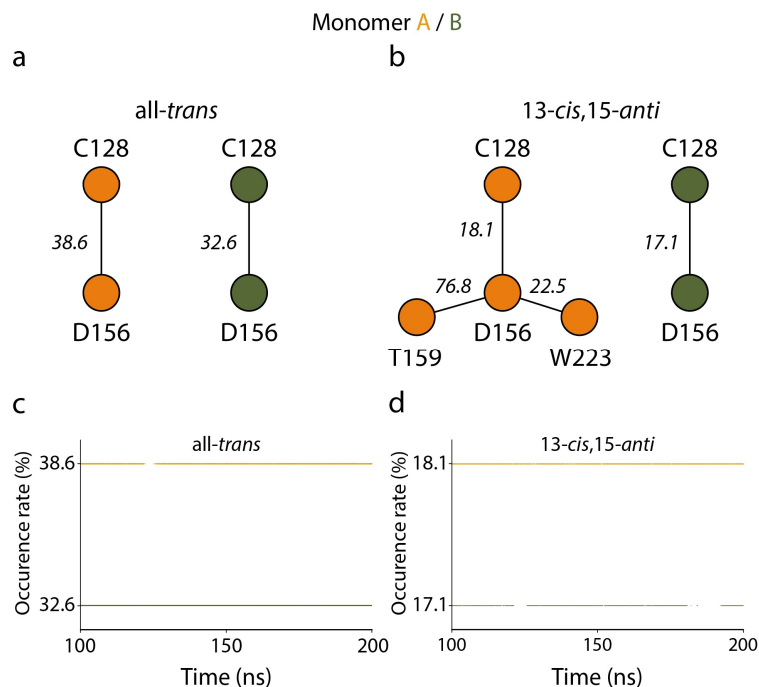 Monomer A / B
a
b
all-trans
13-cis,15-anti
C128
C128
C128
C128
38.6
32.6
18.1
17.1
76.8
22.5
D156
D156
D156
D156
T159
W223
c
d
all-trans
13-cis,15-anti
Occurence rate (%)
38.6
32.6
100
150
200
Time (ns)
Occurence rate (%)
18.1
17.1
100
150
200
Time (ns)